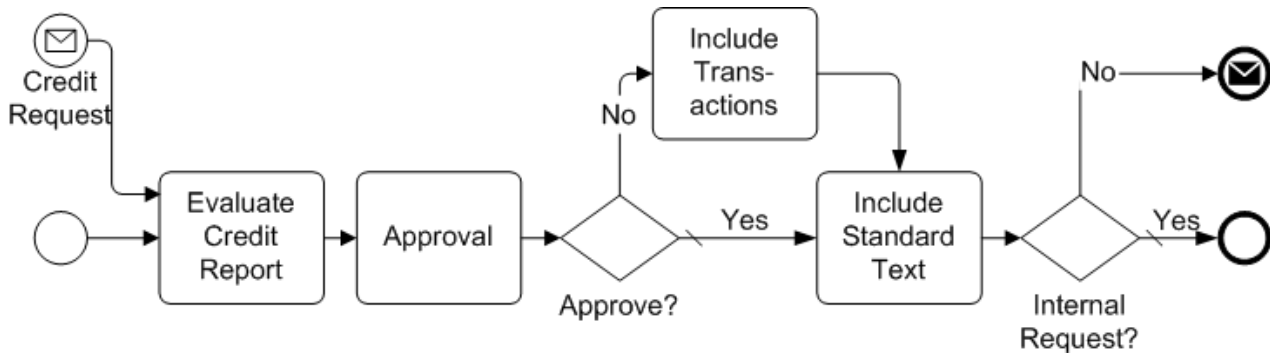 Credit
Request
Evaluate
Credit
Report
Approval
Approve?
No
Yes
Include
Trans-
actions
Include
Standard
Text
Internal
Request?
No
Yes